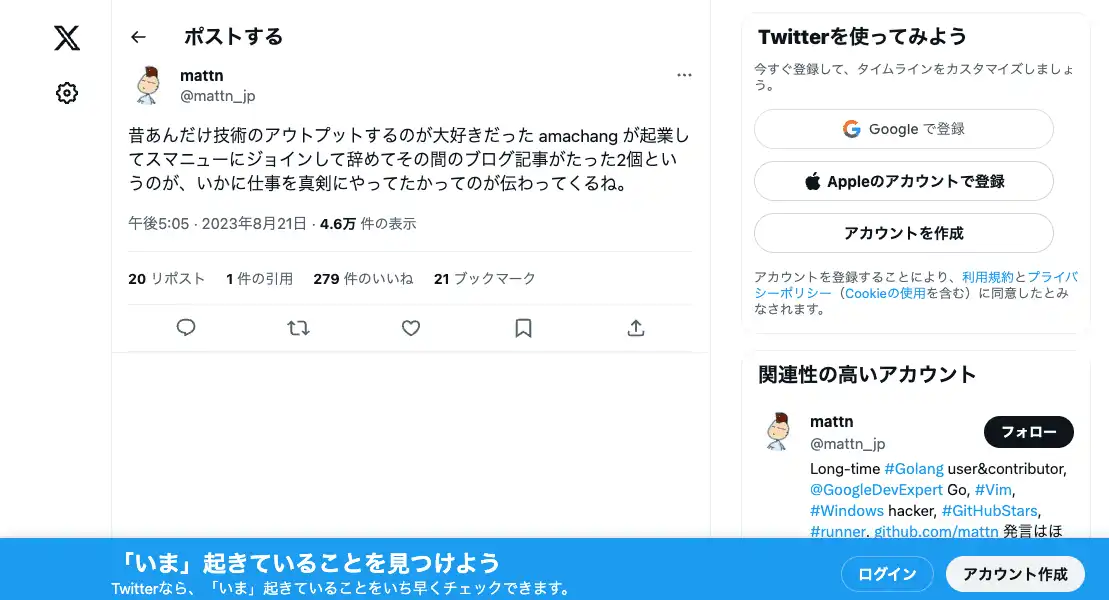 ポストする
mattn
@mattn_jp
昔あんだけ技術のアウトプットするのが大好きだった amachang が起業し
てスマニューにジョインして辞めてその間のブログ記事がたった2個とい
うのが、いかに仕事を真剣にやってたかってのが伝わってくるね。
午後5:05 · 2023年8月21日 · 4.6万 件の表示
20 リポスト 1 件の引用 279 件のいいね 21 ブックマーク
Twitterを使ってみよう
今すぐ登録して、タイムラインをカスタマイズしましょ
う。
Google で登録
Appleのアカウントで登録
アカウントを作成
アカウントを登録することにより、利用規約とプライバ
シーポリシー（Cookieの使用を含む）に同意したとみ
なされます。
関連性の高いアカウント
mattn
@mattn_jp
フォロー
Long-time #Golang user&contributor,
@GoogleDevExpert Go, #Vim,
#Windows hacker, #GitHubStars,
#runner. github.com/mattn 発言はほ
「いま」起きていることを見つけよう
Twitterなら、「いま」起きていることをいち早くチェックできます。
ログイン
アカウント作成